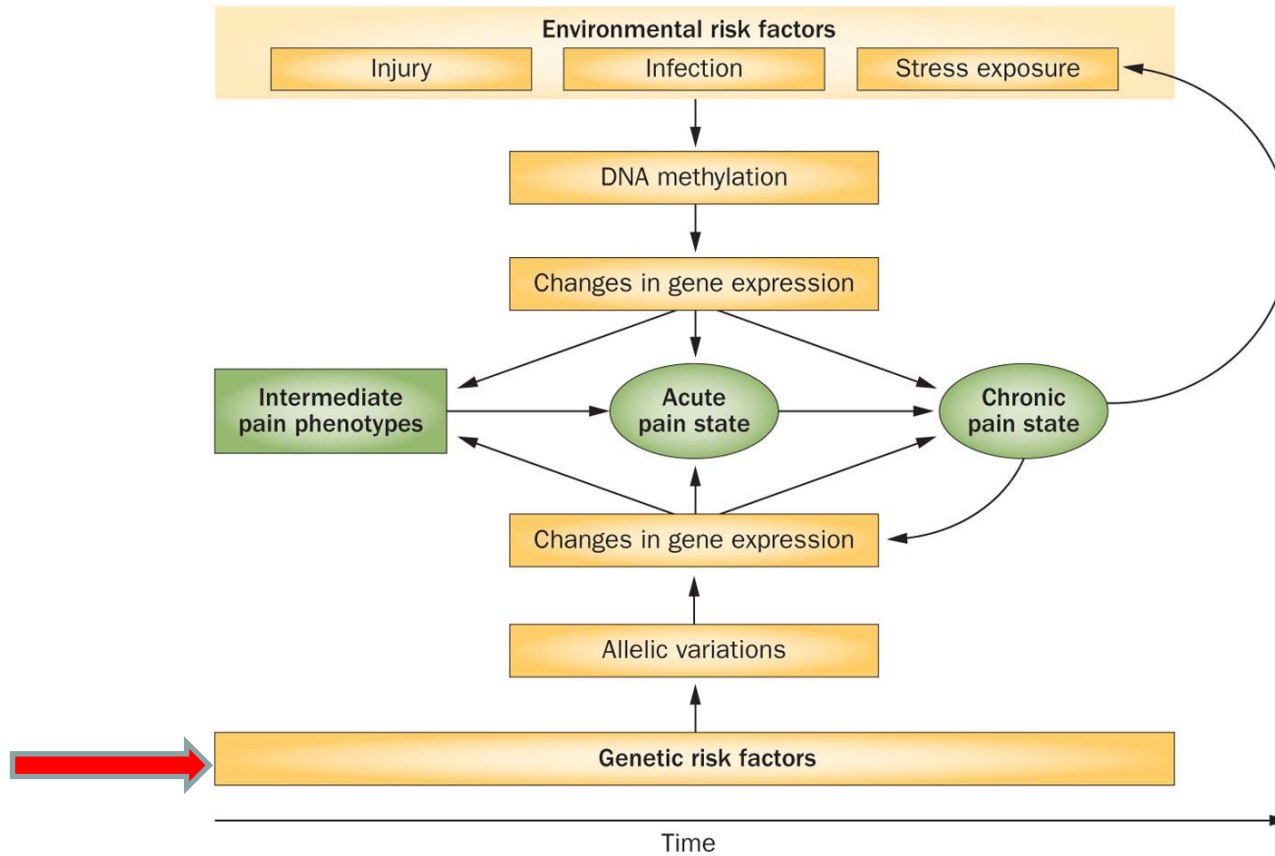 Environmental risk factors
Injury
Infection
Stress exposure
DNA methylation
Changes in gene expression
Intermediate
pain phenotypes
Acute
pain state
Chronic
pain state
Changes in gene expression
Allelic variations
Genetic risk factors
Time